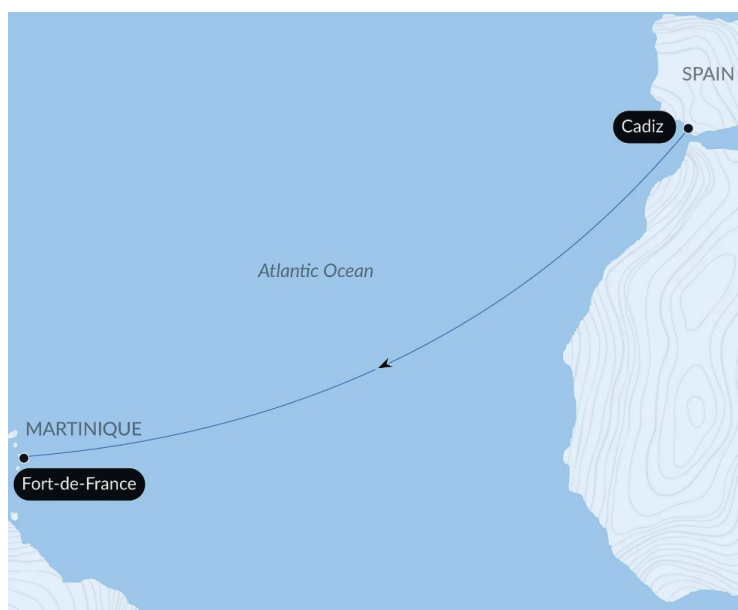 SPAIN
Cadiz
Atlantic Ocean
MARTINIQUE
Fort-de-France